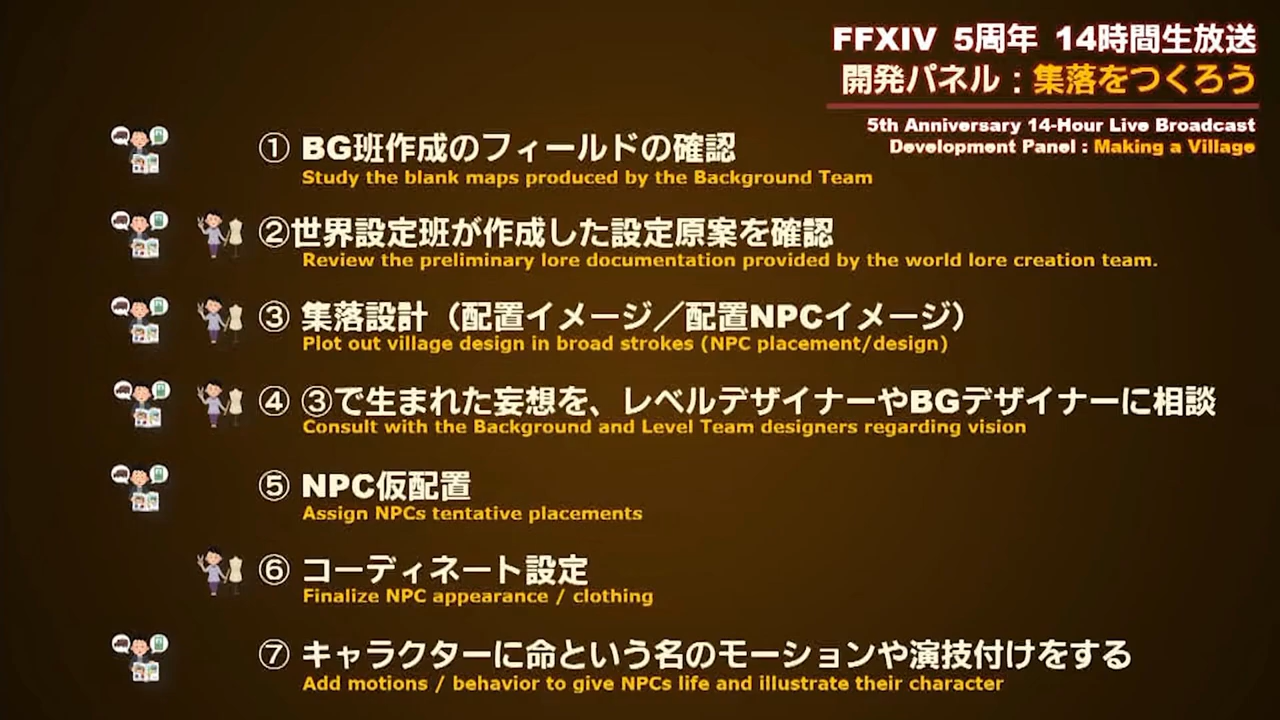 FFXIV 5周年 14時間生放送
開発パネル：集落をつくろう
5th Anniversary 14-Hour Live Broadcast
Development Panel : Making a Village
① BG班作成のフィールドの確認
Study the blank maps produced by the Background Team
②世界設定班が作成した設定原案を確認
Review the preliminary lore documentation provided by the world lore creation team.
③ 集落設計（配置イメージ／配置NPCイメージ）
Plot out village design in broad strokes (NPC placement/design)
④ ③で生まれた妄想を、レベルデザイナーやBGデザイナーに相談
Consult with the Background and Level Team designers regarding vision
⑤ NPC仮配置
Assign NPCs tentative placements
⑥ コーディネート設定
Finalize NPC appearance / clothing
⑦ キャラクターに命という名のモーションや演技付けをする
Add motions / behavior to give NPCs life and illustrate their character